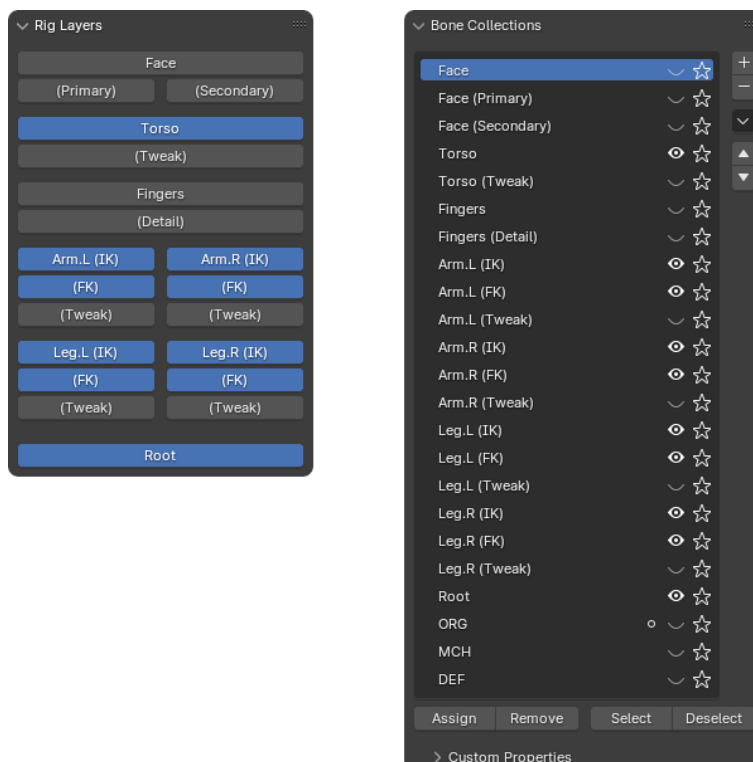 Rig Layers
Face
(Primary) (Secondary)
Torso
(Tweak)
Fingers
(Detail)
Arm.L (IK) Arm.R (IK)
(FK) (FK)
(Tweak) (Tweak)
Leg.L (IK) Leg.R (IK)
(FK) (FK)
(Tweak) (Tweak)
Root
Bone Collections
Face
Face (Primary)
Face (Secondary)
Torso
Torso (Tweak)
Fingers
Fingers (Detail)
Arm.L (IK)
Arm.L (FK)
Arm.L (Tweak)
Arm.R (IK)
Arm.R (FK)
Arm.R (Tweak)
Leg.L (IK)
Leg.L (FK)
Leg.L (Tweak)
Leg.R (IK)
Leg.R (FK)
Leg.R (Tweak)
Root
ORG
MCH
DEF
Assign Remove Select Deselect
Custom Properties